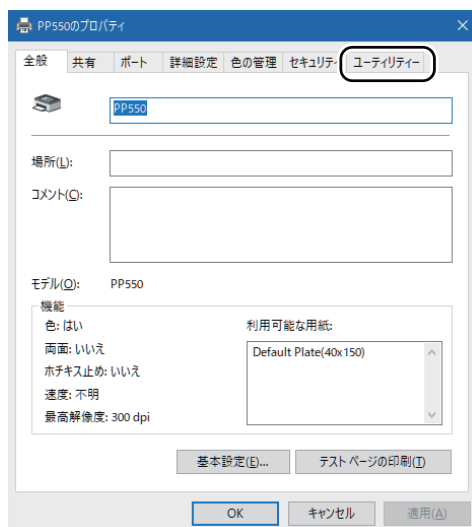 PP550のプロパティ
全般 共有 ポート 詳細設定 色の管理 セキュリティ ユーティリティー
PP550
場所(L):
コメント(C):
モデル(O): PP550
機能
色: はい 利用可能な用紙:
両面: いいえ Default Plate(40x150)
ホチキス止め: いいえ
速度: 不明
最高解像度: 300 dpi
基本設定(E)... テスト ページの印刷(T)
OK キャンセル 適用(A)